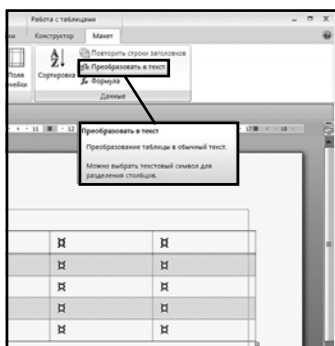 Работа с таблицами
Конструктор Макет
Поля
Сортировка
Повторить строки заголовков
Преобразовать в текст
Формула
Данные
Преобразовать в текст
Преобразование таблицы в обычный текст.
Можно выбрать текстовый символ для
разделения столбцов.